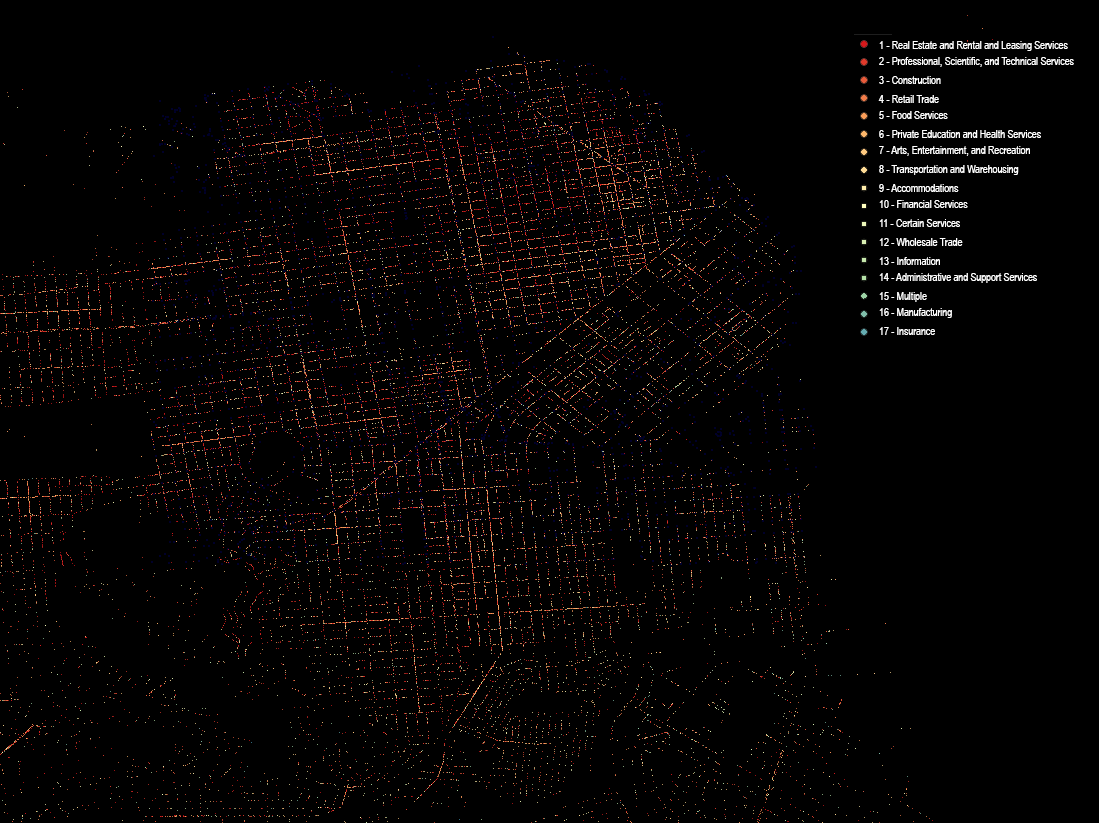 1 - Real Estate and Rental and Leasing Services
2 - Professional, Scientific, and Technical Services
3 - Construction
4 - Retail Trade
5 - Food Services
6 - Private Education and Health Services
7 - Arts, Entertainment, and Recreation
8 - Transportation and Warehousing
9 - Accommodations
10 - Financial Services
11 - Certain Services
12 - Wholesale Trade
13 - Information
14 - Administrative and Support Services
15 - Multiple
16 - Manufacturing
17 - Insurance